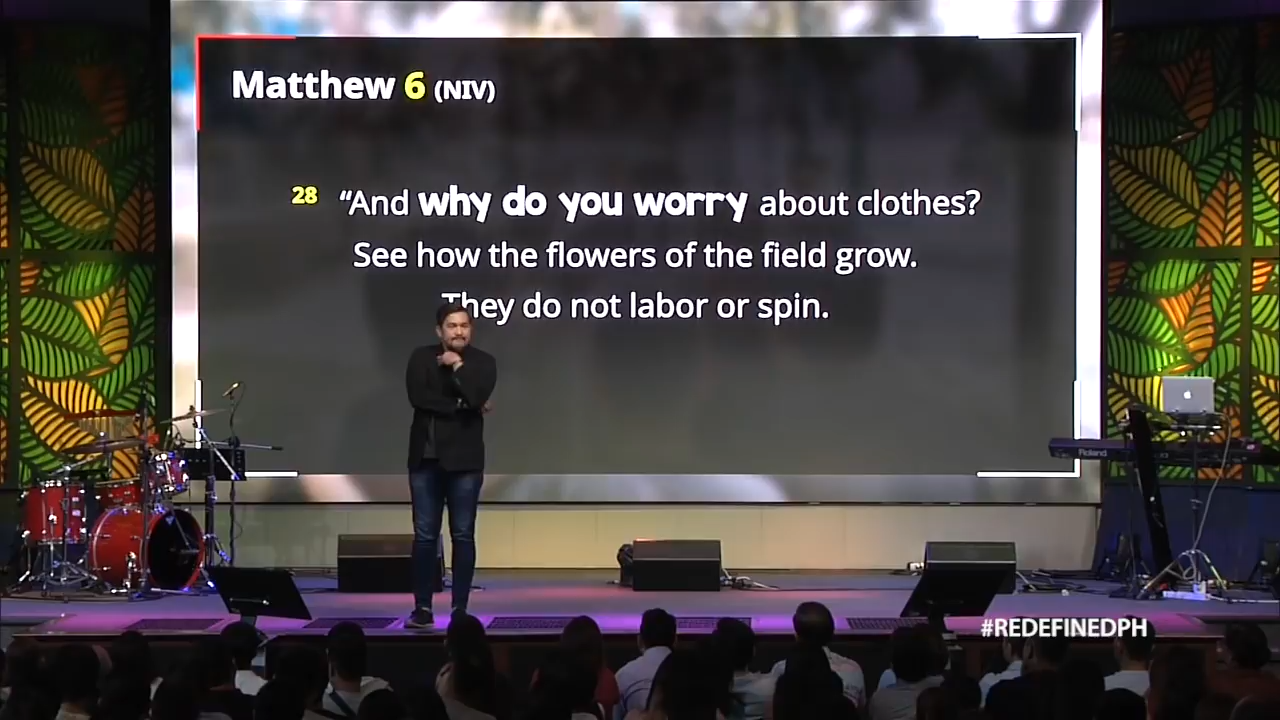 Matthew 6 (NIV)
28 “And why do you worry about clothes?
See how the flowers of the field grow.
They do not labor or spin.
Roland
#REDEFINEDPH